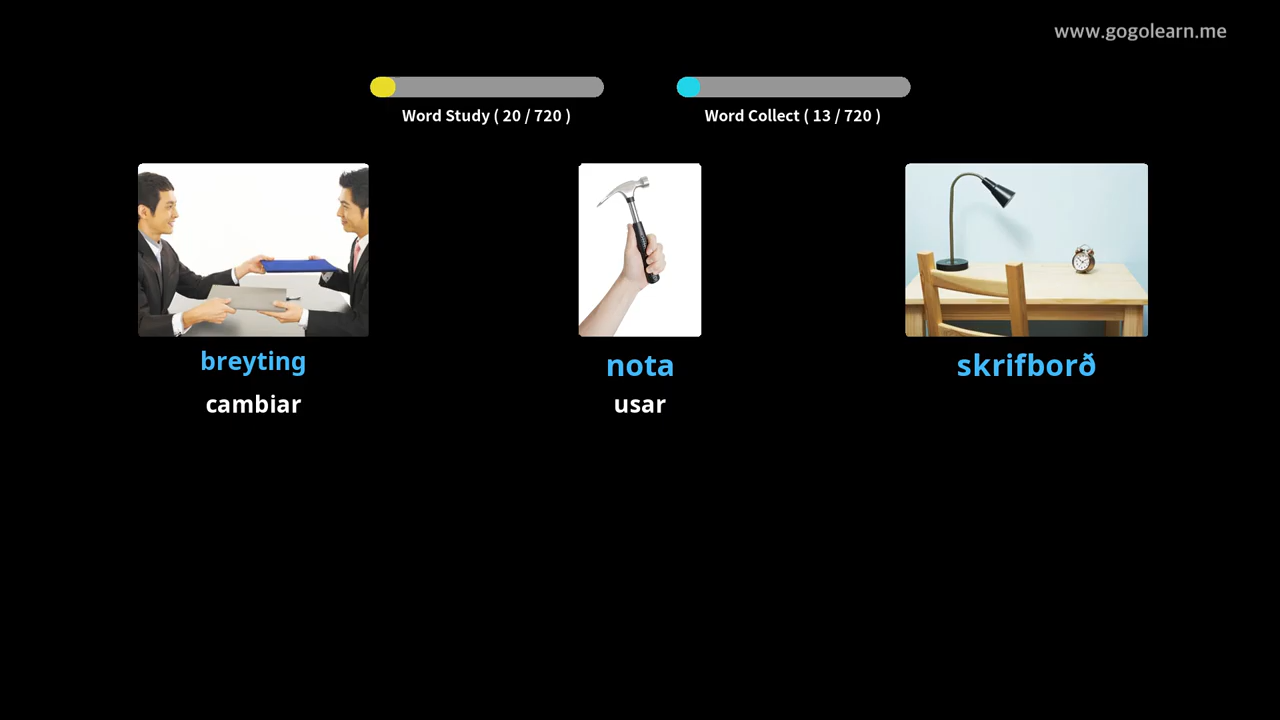 www.gogolearn.me
Word Study ( 20 / 720 )
Word Collect ( 13 / 720 )
breyting
nota
skrifborð
cambiar
usar